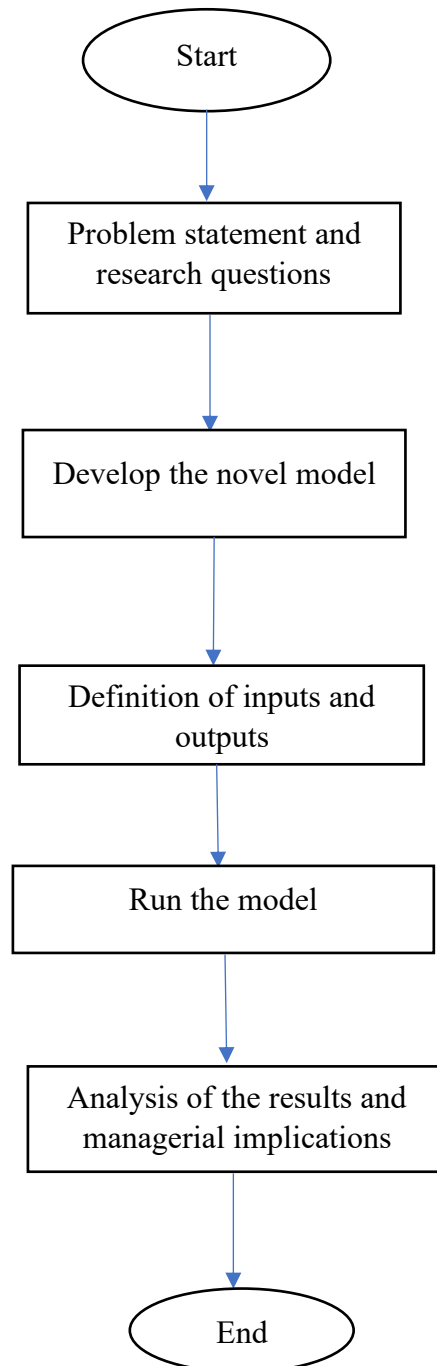 Start
Problem statement and
research questions
Develop the novel model
Definition of inputs and
outputs
Run the model
Analysis of the results and
managerial implications
End